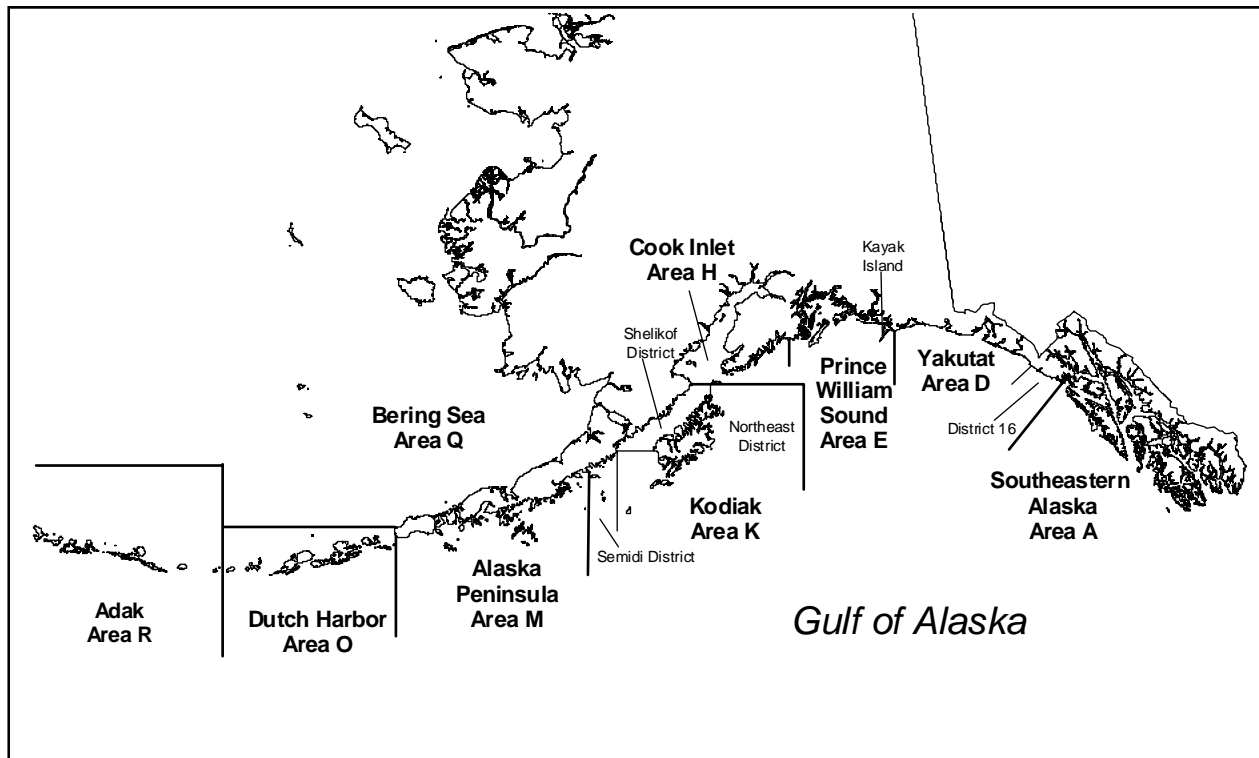 Cook Inlet
Area H
Kayak
Island
Shelikof
District
Prince
William
Sound
Area E
Yakutat
Area D
Bering Sea
Area Q
Northeast
District
District 16
Southeastern
Alaska
Area A
Kodiak
Area K
Semidi District
Alaska
Peninsula
Area M
Adak
Area R
Dutch Harbor
Area O
Gulf of Alaska